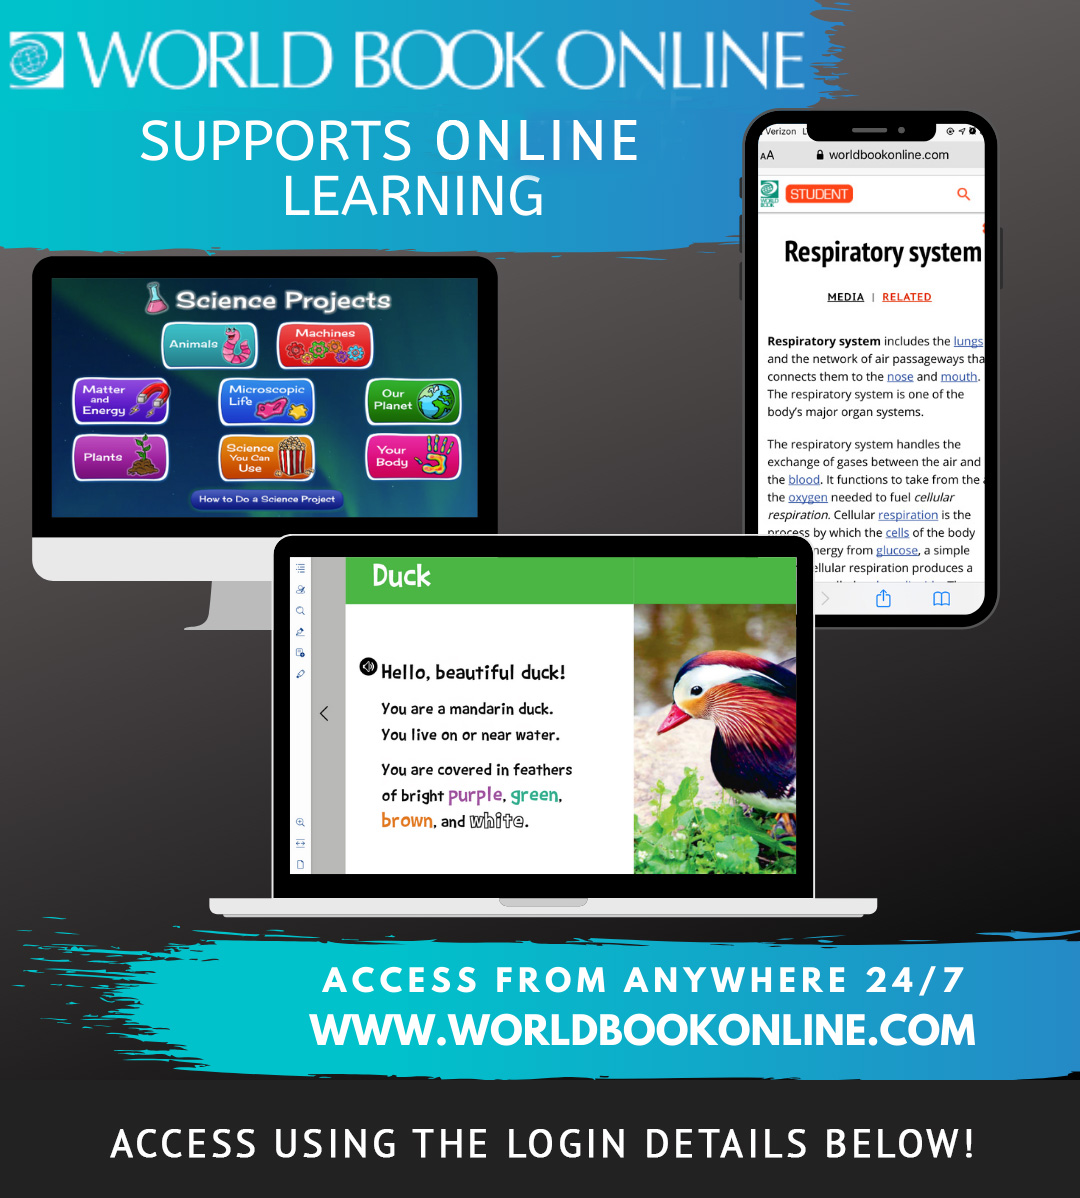 WORLD BOOK ONLINE
SUPPORTS ONLINE
LEARNING
Science Projects
Animals
Machines
Matter
and
Energy
Microscopic
Life
Our
Planet
Plants
Science
You Can
Use
Your
Body
How to Do a Science Project
Verizon
AA worldbookonline.com
WORLD
BOOK
STUDENT
Respiratory system
MEDIA | RELATED
Respiratory system includes the lungs
and the network of air passageways tha
connects them to the nose and mouth.
The respiratory system is one of the
body's major organ systems.
The respiratory system handles the
exchange of gases between the air and
the blood. It functions to take from the
the oxygen needed to fuel cellular
respiration. Cellular respiration is the
process by which the cells of the body
nergy from glucose, a simple
ellular respiration produces a
Duck
Hello, beautiful duck!
You are a mandarin duck.
You live on or near water.
You are covered in feathers
of bright purple, green,
brown, and white.
ACCESS FROM ANYWHERE 24/7
WWW.WORLDBOOKONLINE.COM
ACCESS USING THE LOGIN DETAILS BELOW!